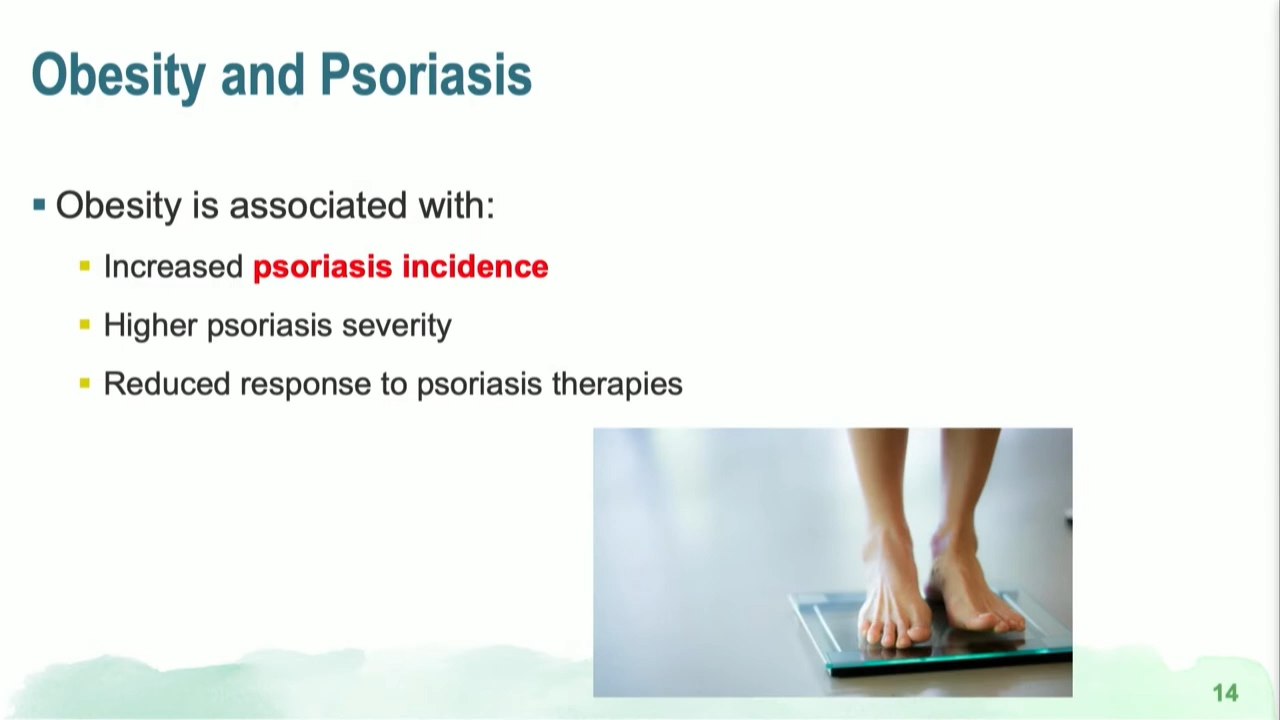 Obesity and Psoriasis
Obesity is associated with:
Increased psoriasis incidence
Higher psoriasis severity
Reduced response to psoriasis therapies
14